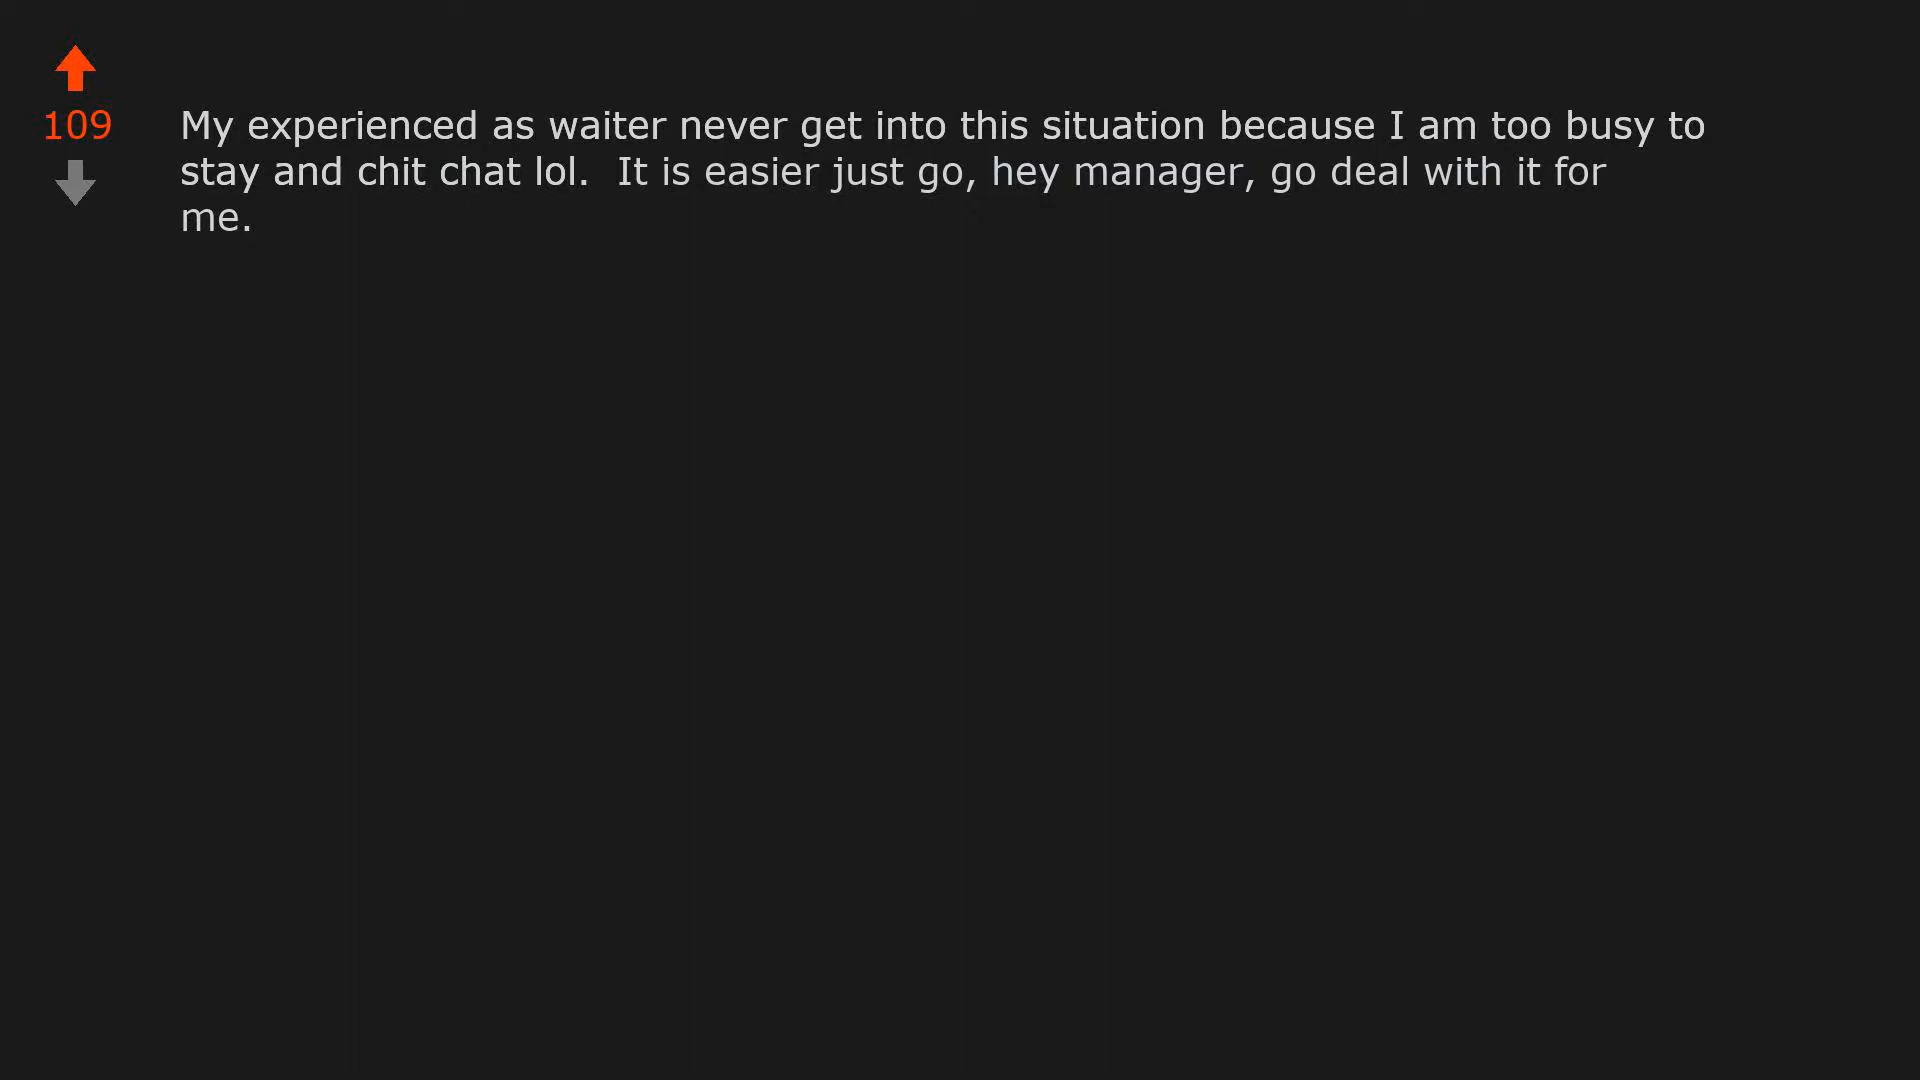 109
My experienced as waiter never get into this situation because I am too busy to
stay and chit chat lol.  It is easier just go, hey manager, go deal with it for
me.